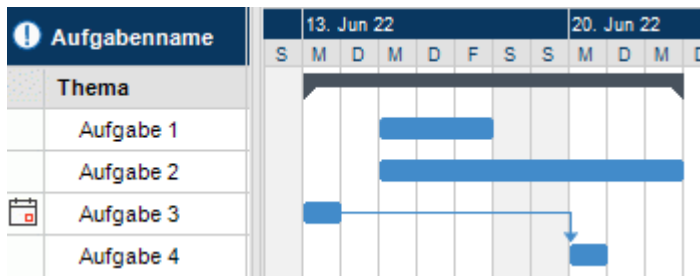 Aufgabenname
13. Jun 22 20. Jun 22
S M D M D F S S M D M D
Thema
Aufgabe 1
Aufgabe 2
Aufgabe 3
Aufgabe 4